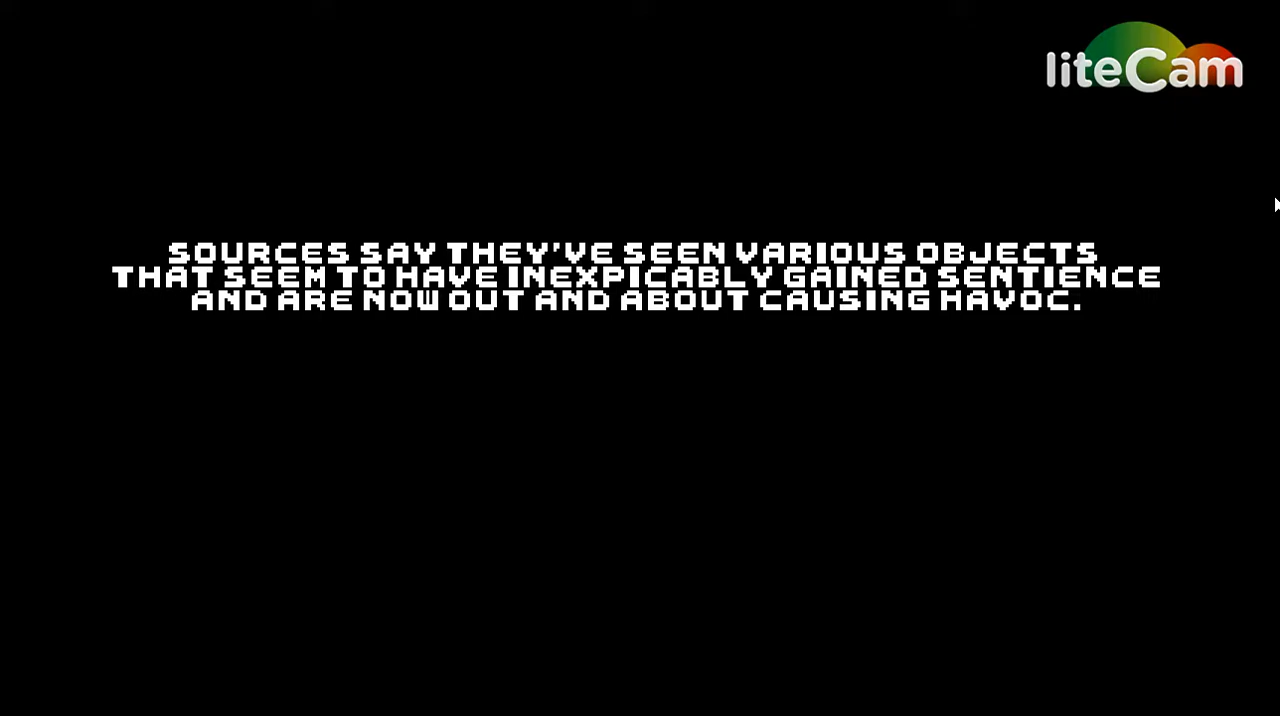 liteCam
SOURCES SAY THEY'VE SEEN VARIOUS OBJECTS
THAT SEEM TO HAVE INEXPICABLY GAINED SENTIENCE
AND ARE NOW OUT AND ABOUT CAUSING HAVOC.